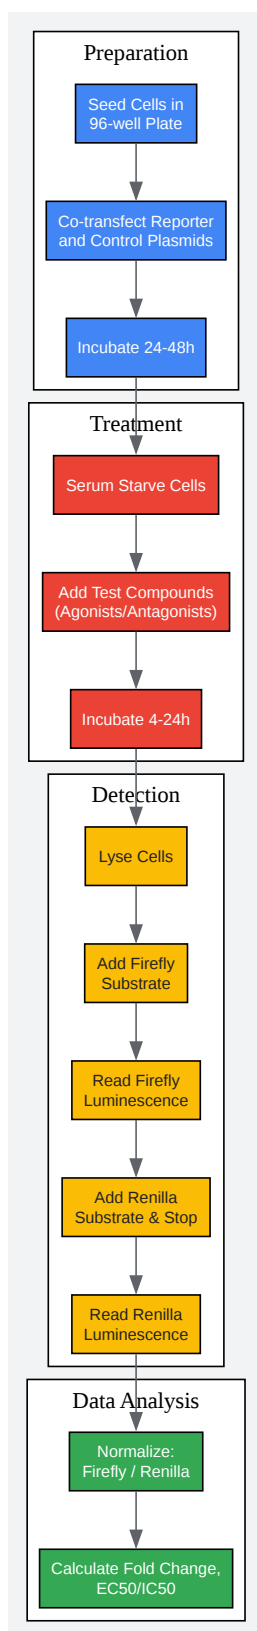 Preparation
Seed Cells in
96-well Plate
Co-transfect Reporter
and Control Plasmids
Incubate 24-48h
Treatment
Serum Starve Cells
Add Test Compounds
(Agonists/Antagonists)
Incubate 4-24h
Detection
Lyse Cells
Add Firefly
Substrate
Read Firefly
Luminescence
Add Renilla
Substrate & Stop
Read Renilla
Luminescence
Data Analysis
Normalize:
Firefly / Renilla
Calculate Fold Change,
EC50/IC50